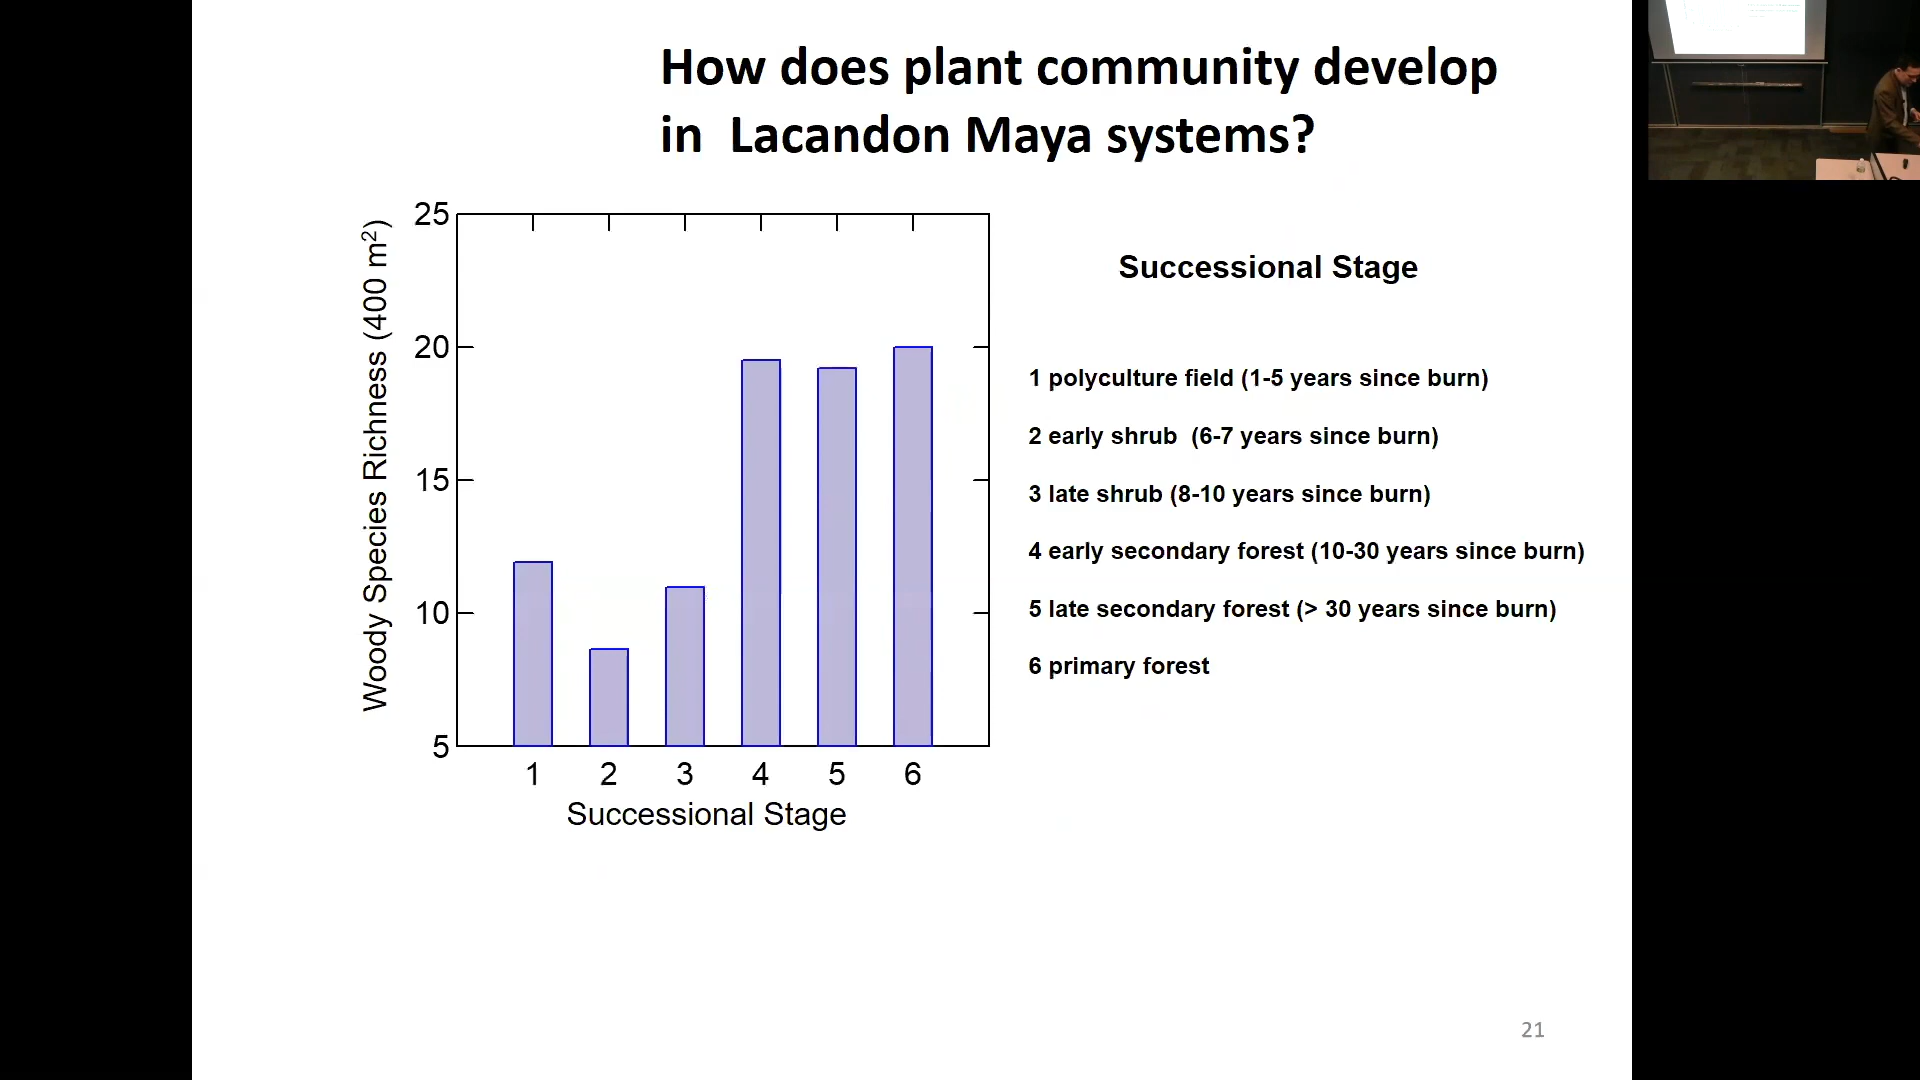 How does plant community develop
in Lacandon Maya systems?
Woody Species Richness (400 m²)
25
20
15
10
5
1 2 3 4 5 6
Successional Stage
Successional Stage
1 polyculture field (1-5 years since burn)
2 early shrub (6-7 years since burn)
3 late shrub (8-10 years since burn)
4 early secondary forest (10-30 years since burn)
5 late secondary forest (> 30 years since burn)
6 primary forest
21